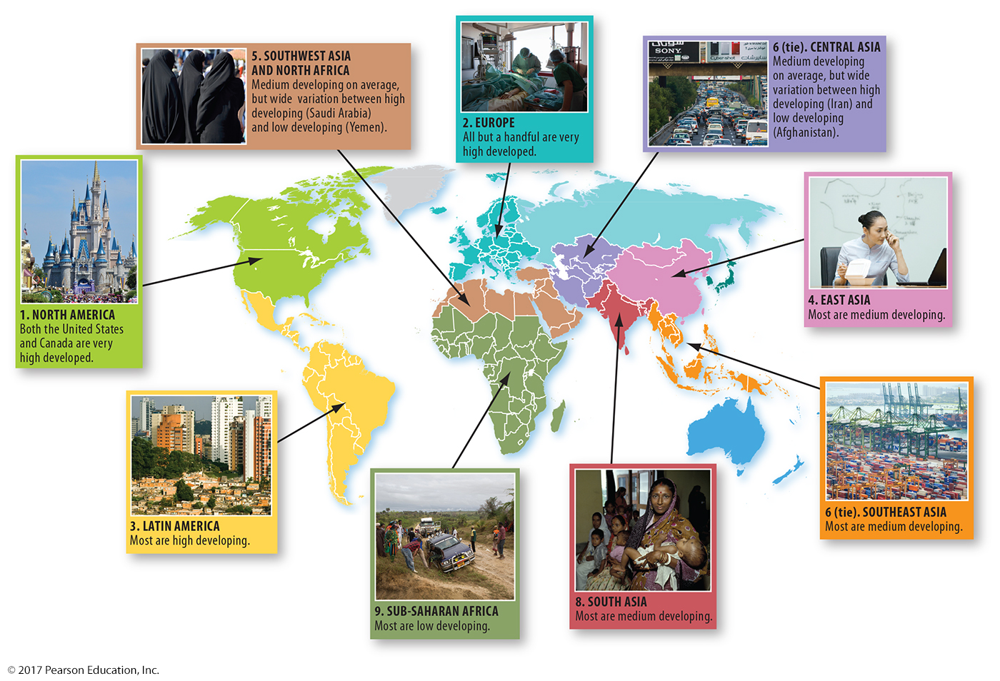 5. SOUTHWEST ASIA
AND NORTH AFRICA
Medium developing on average,
but wide variation between high
developing (Saudi Arabia)
and low developing (Yemen).
2. EUROPE
All but a handful are very
high developed.
SONY
Cyber-shot
6 (tie). CENTRAL ASIA
Medium developing
on average, but wide
variation between high
developing (Iran) and
low developing
(Afghanistan).
1. NORTH AMERICA
Both the United States
and Canada are very
high developed.
4. EAST ASIA
Most are medium developing.
3. LATIN AMERICA
Most are high developing.
6 (tie). SOUTHEAST ASIA
Most are medium developing.
9. SUB-SAHARAN AFRICA
Most are low developing.
8. SOUTH ASIA
Most are medium developing.
© 2017 Pearson Education, Inc.